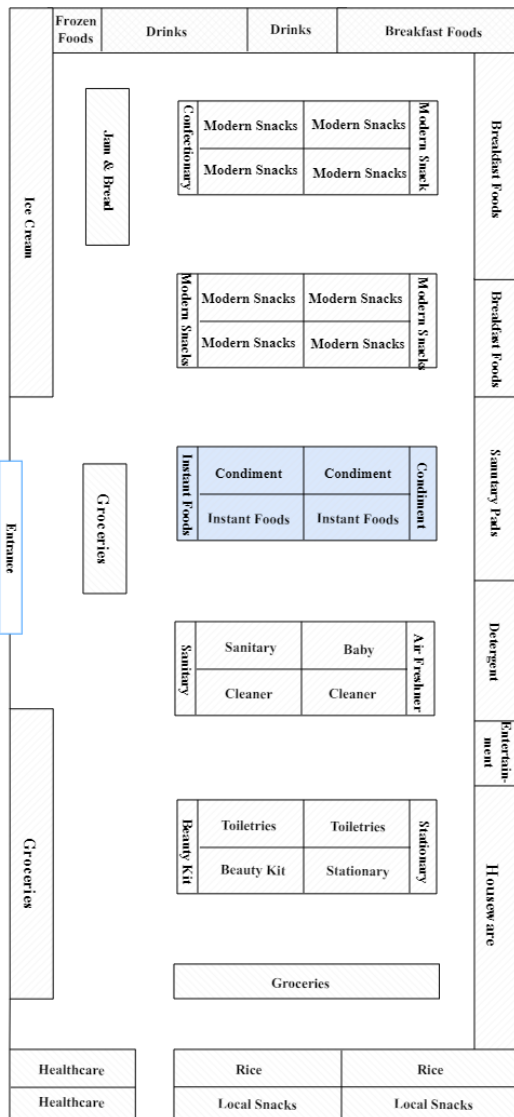 Frozen
Foods
Drinks
Drinks
Breakfast Foods
Ice Cream
Jam & Bread
Confectionary
Modern Snacks
Modern Snacks
Modern Snacks
Modern Snacks
Modern Snack
Breakfast Foods
Modern Snacks
Modern Snacks
Modern Snacks
Modern Snacks
Modern Snacks
Modern Snacks
Breakfast Foods
Entrance
Groceries
Instant Foods
Condiment
Condiment
Instant Foods
Instant Foods
Condiment
Sanutary Pads
Sanitary
Sanitary
Baby
Cleaner
Cleaner
Air Freshner
Detergent
Entertain-
ment
Groceries
Beauty Kit
Toiletries
Toiletries
Beauty Kit
Stationary
Stationary
Houseware
Groceries
Healthcare
Rice
Rice
Healthcare
Local Snacks
Local Snacks